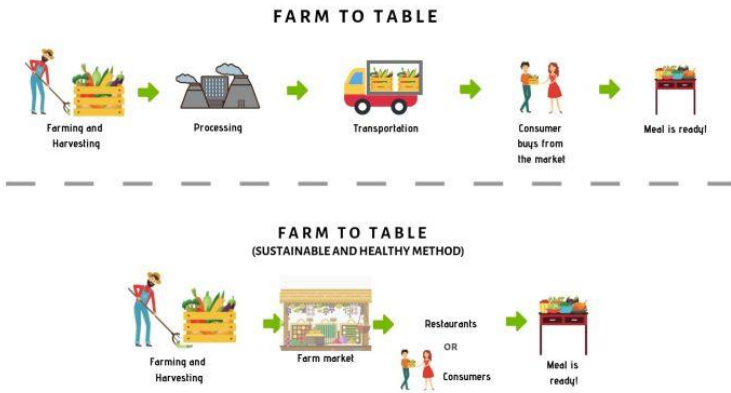 FARM TO TABLE
Farming and
Harvesting
Processing
Transportation
Consumer
buys from
the market
Meal is ready!
FARM TO TABLE
(SUSTAINABLE AND HEALTHY METHOD)
Farming and
Harvesting
Farm market
Restaurants
OR
Consumers
Meal is
ready!